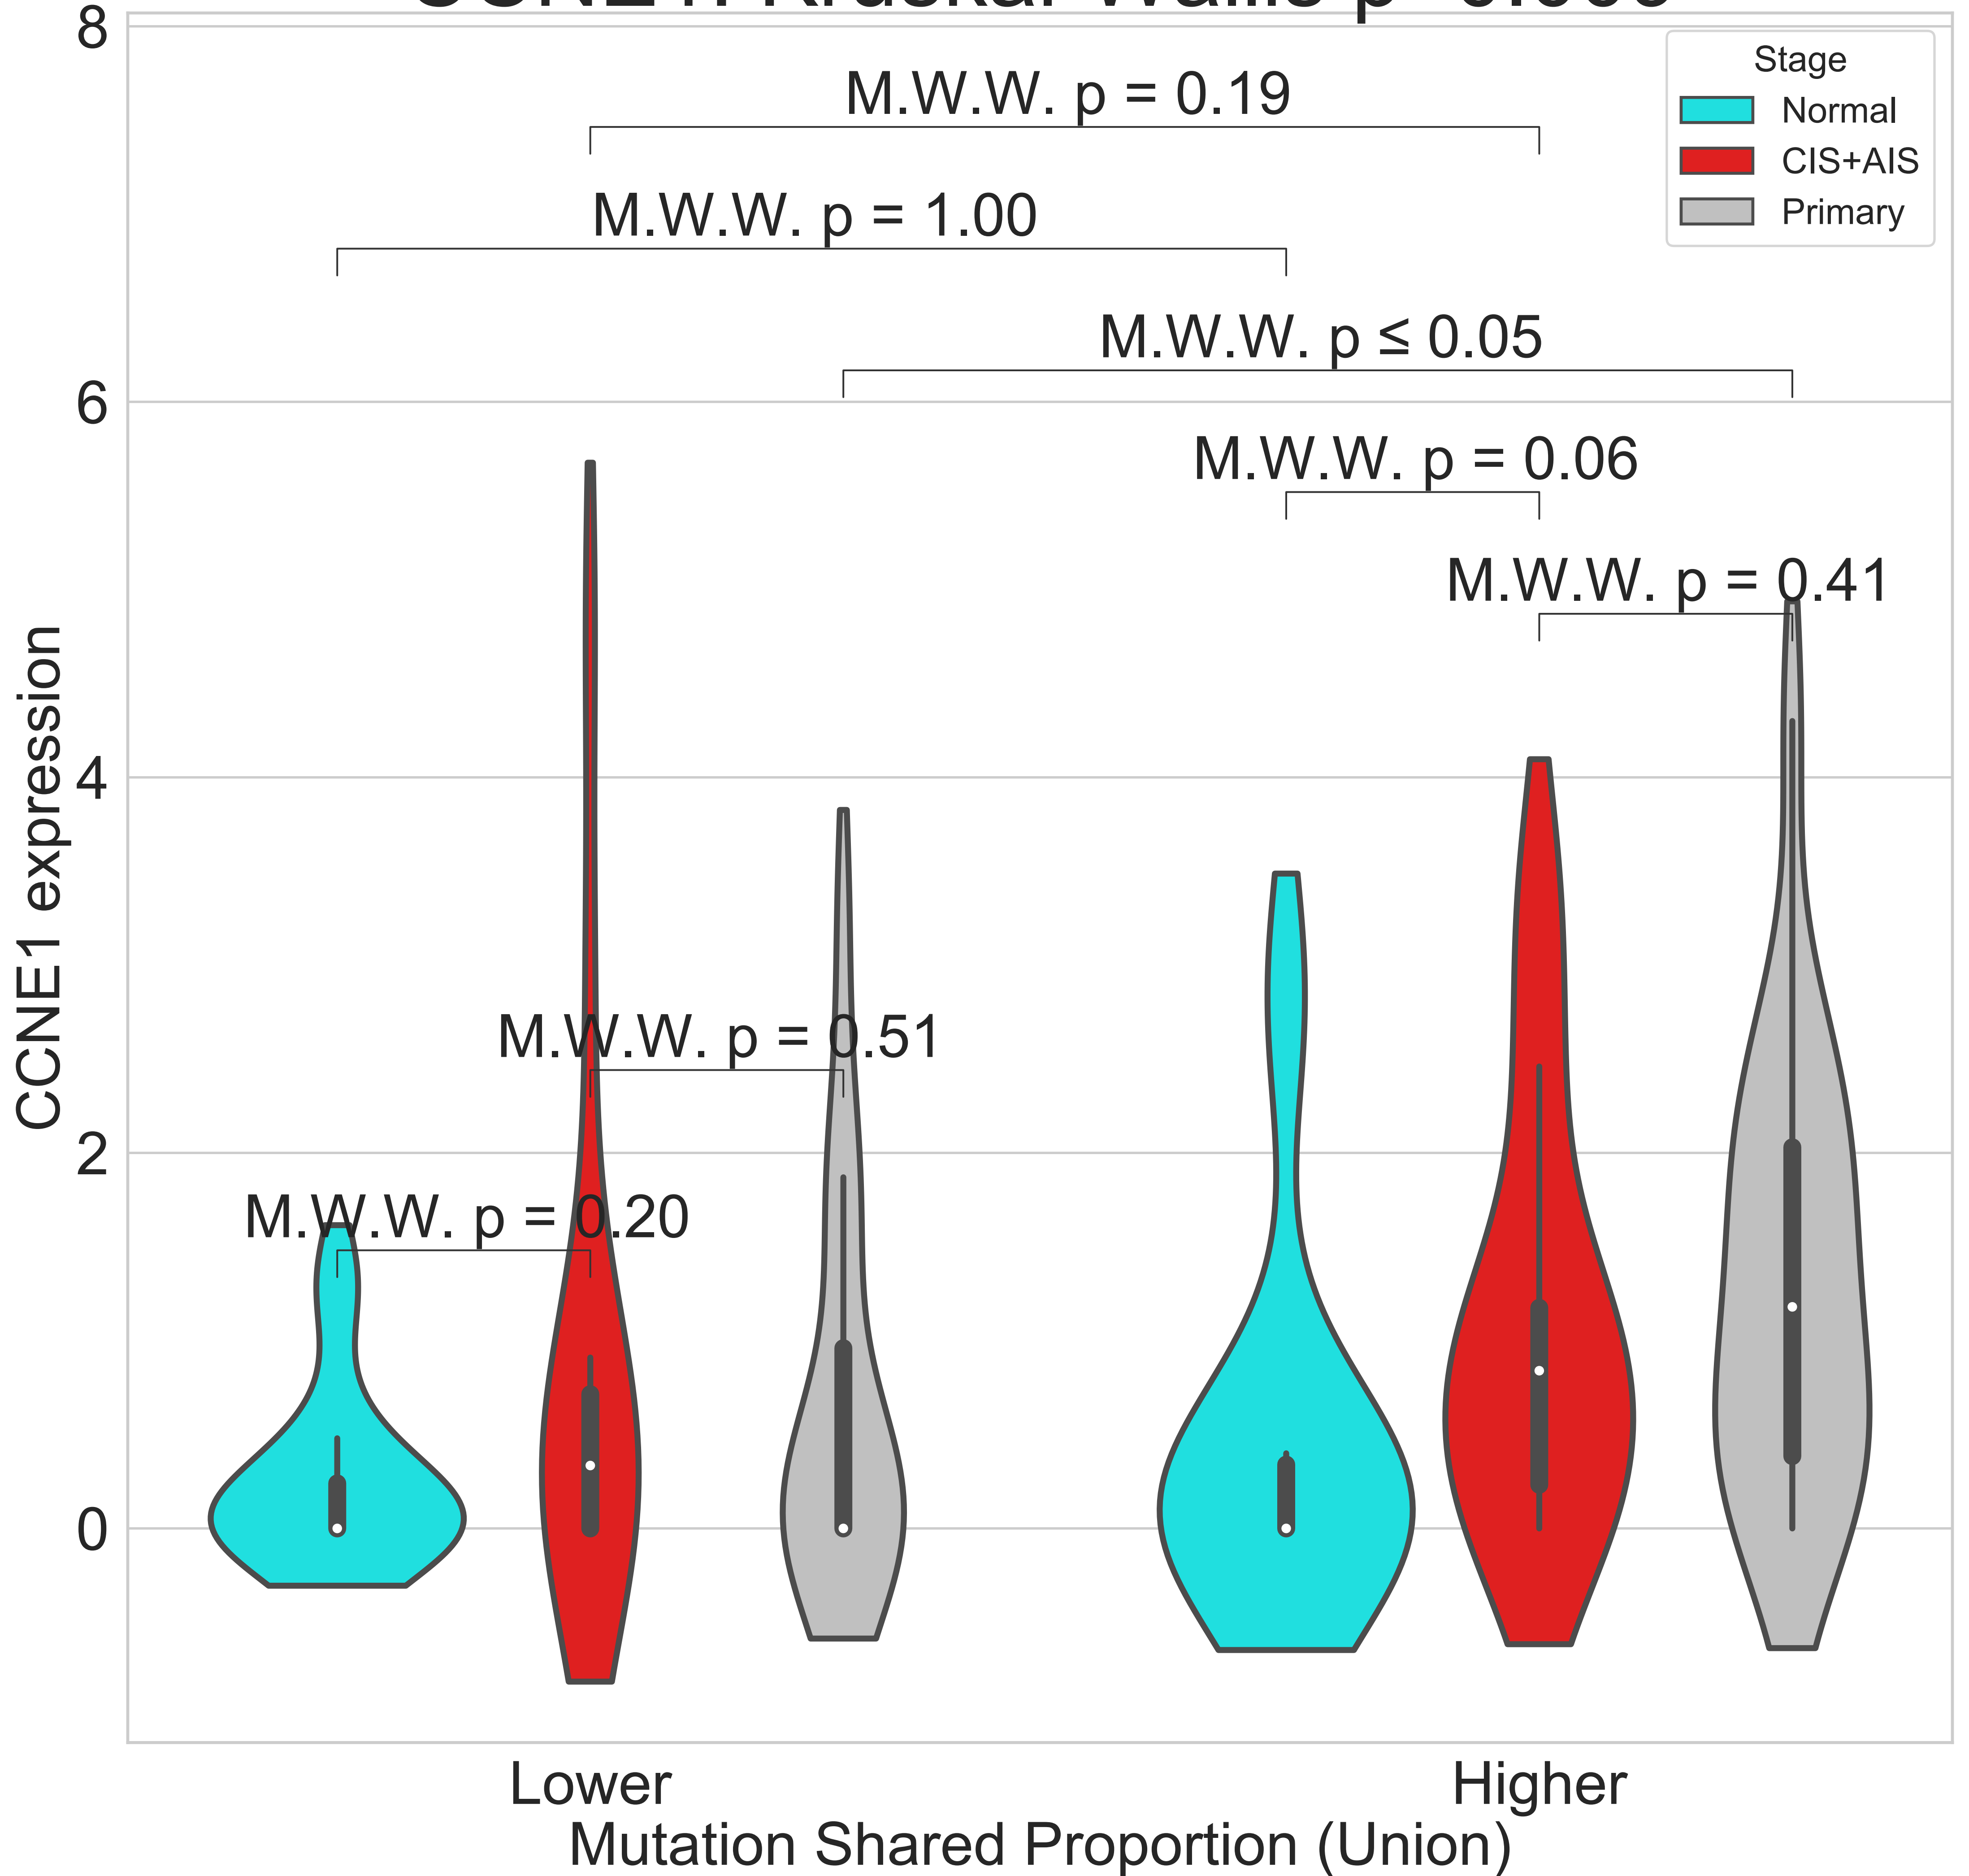 8
M.W.W. p = 0.19
Stage
Normal
CIS+AIS
Primary
M.W.W. p = 1.00
M.W.W. p ≤ 0.05
6
M.W.W. p = 0.06
M.W.W. p = 0.41
4
CCNE1 expression
M.W.W. p = 0.51
2
M.W.W. p = 0.20
0
Lower
Higher
Mutation Shared Proportion (Union)